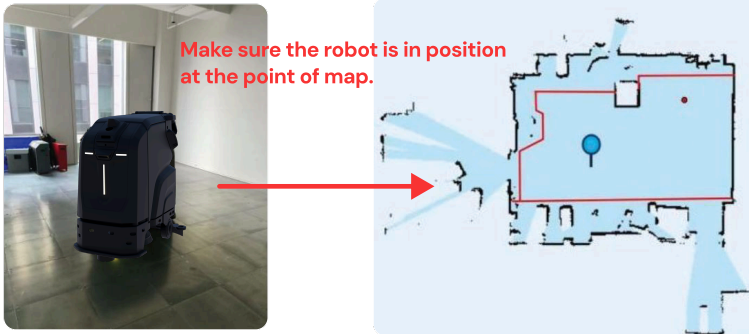 Make sure the robot is in position
at the point of map.